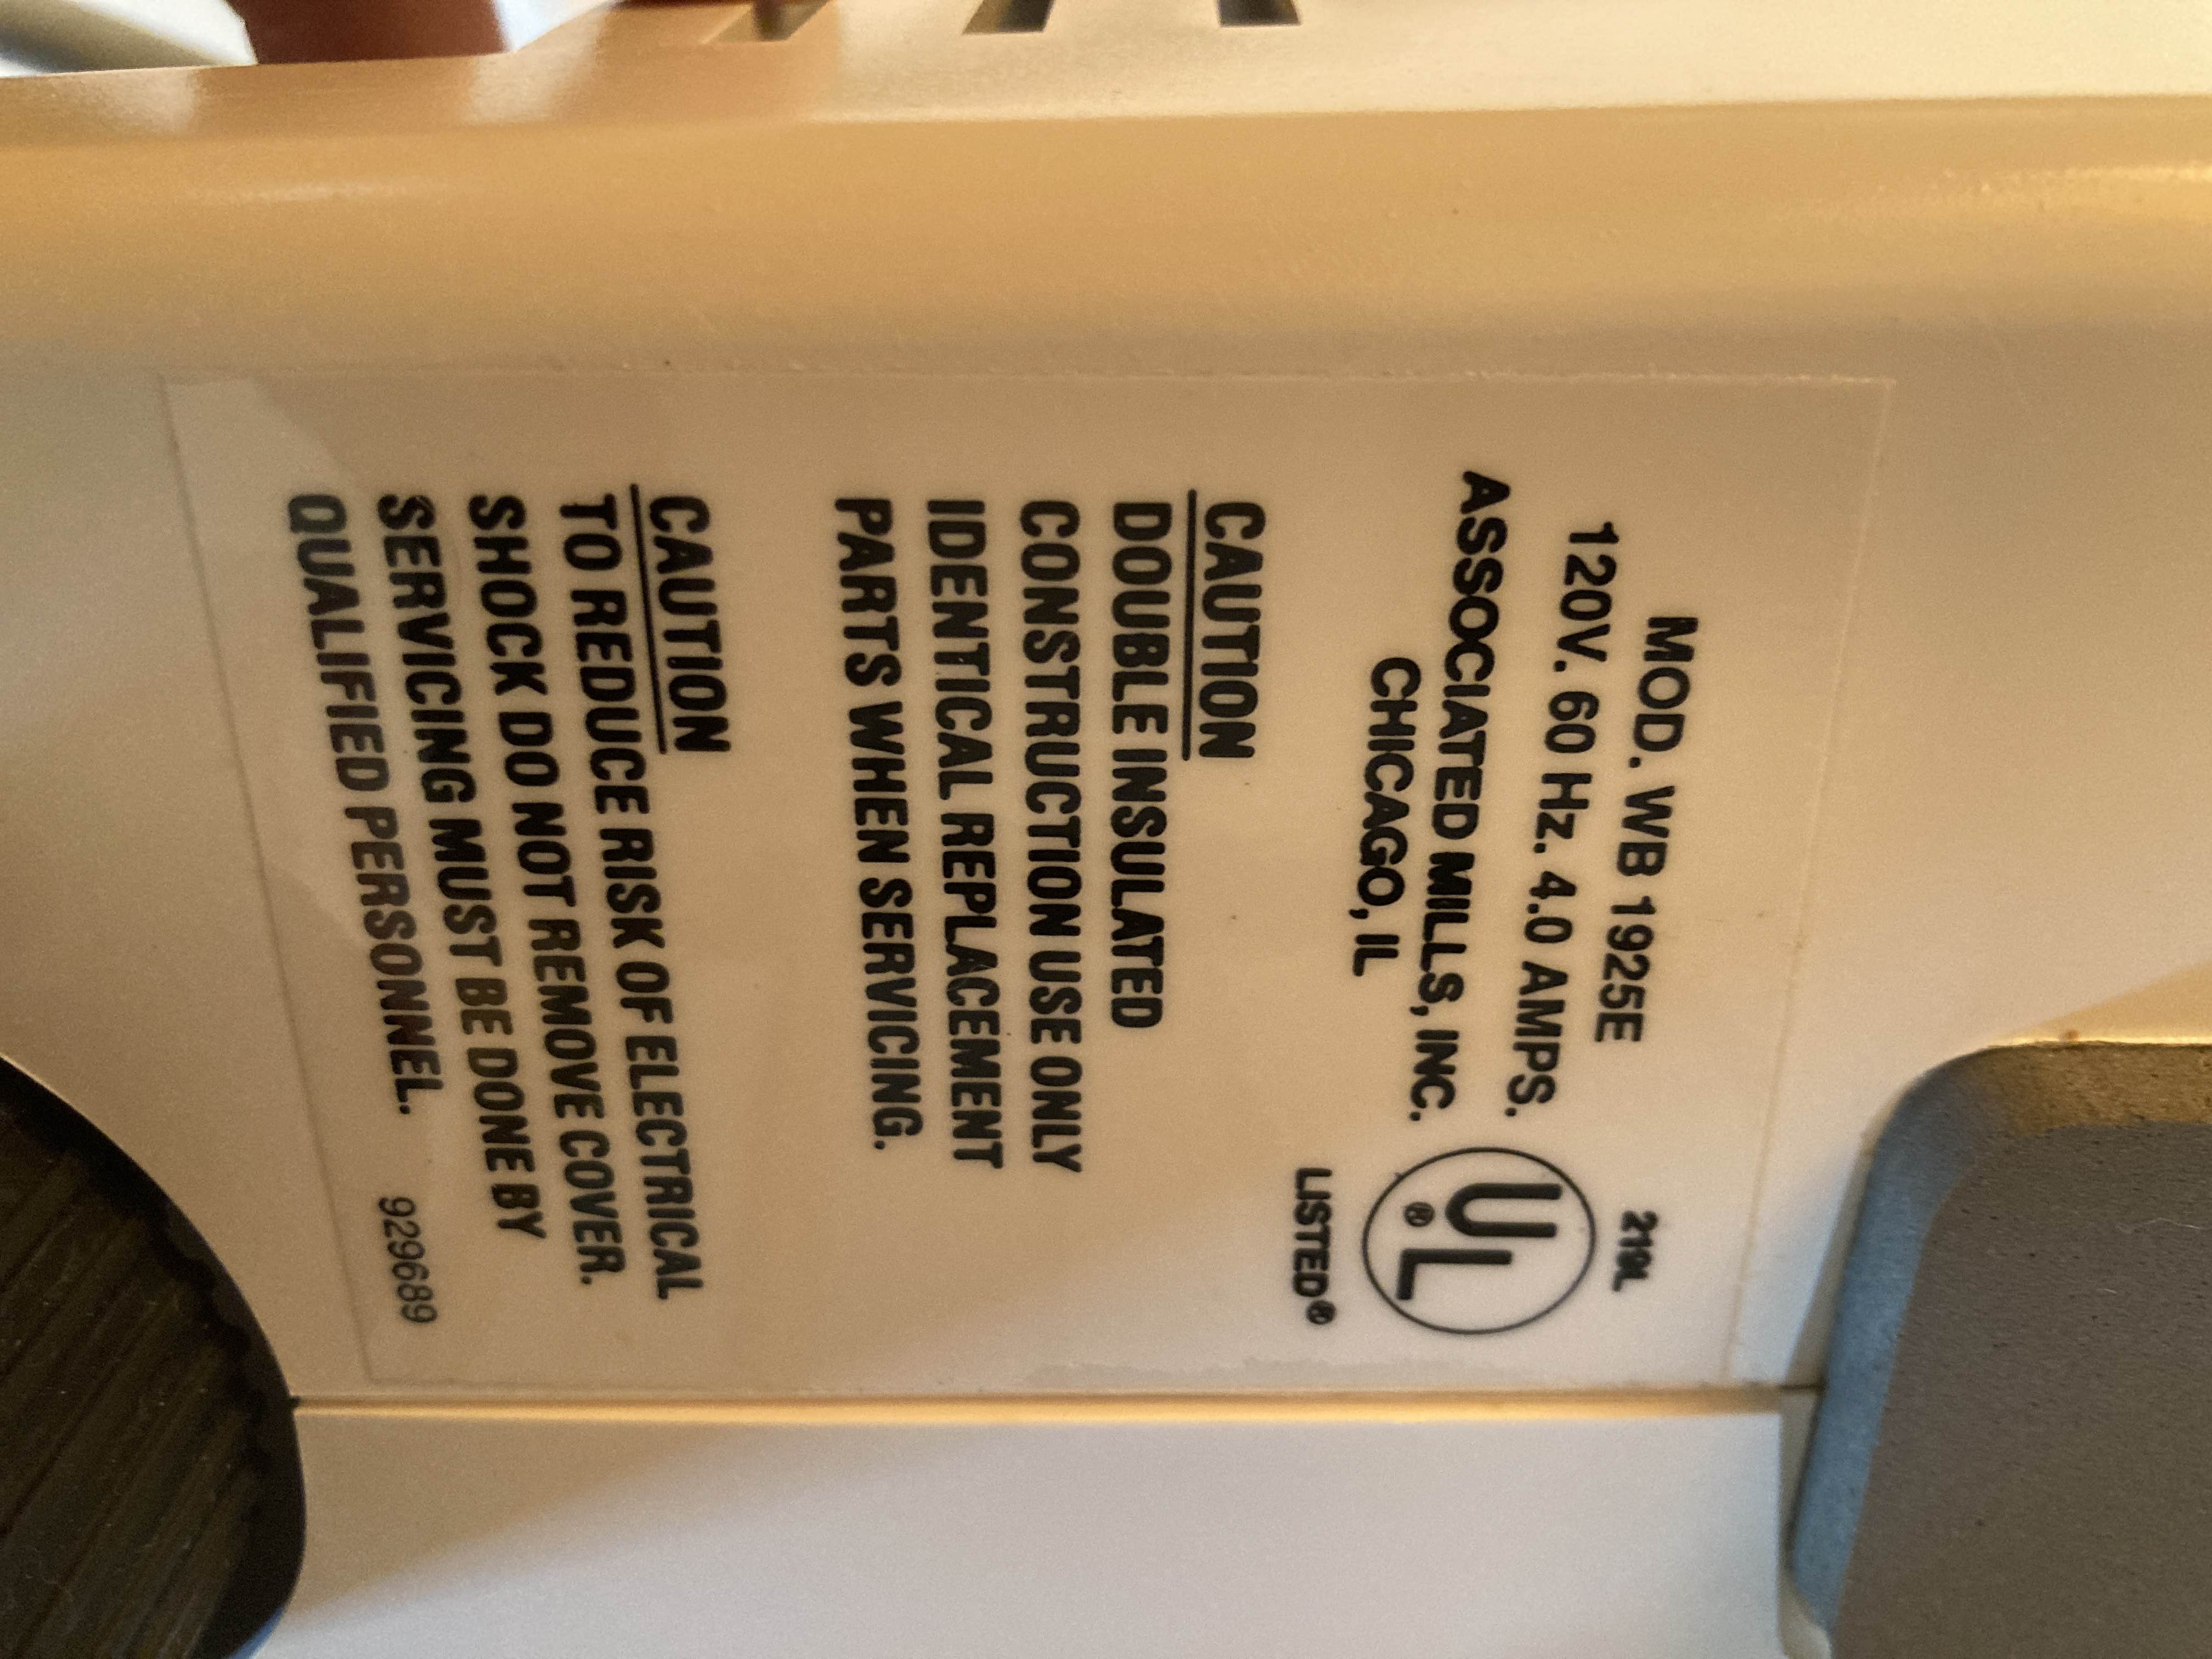 MOD. WB 1925E
120V. 60 Hz. 4.0 AMPS.
ASSOCIATED MILLS, INC.
CHICAGO, IL
219L
UL®
LISTED®
CAUTION
DOUBLE INSULATED
CONSTRUCTION USE ONLY
IDENTICAL REPLACEMENT
PARTS WHEN SERVICING.
CAUTION
TO REDUCE RISK OF ELECTRICAL
SHOCK DO NOT REMOVE COVER.
SERVICING MUST BE DONE BY
QUALIFIED PERSONNEL.
929689